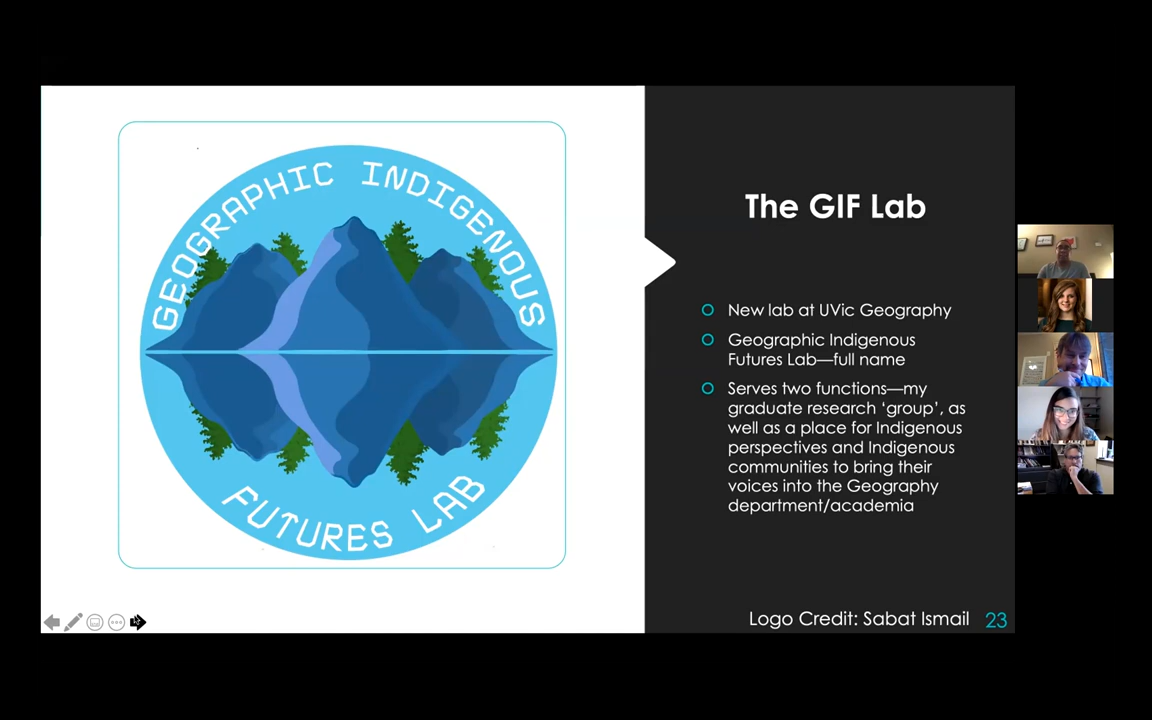 GEOGRAPHIC INDIGENOUS
FUTURES LAB
The GIF Lab
New lab at UVic Geography
Geographic Indigenous
Futures Lab—full name
Serves two functions—my
graduate research ‘group’, as
well as a place for Indigenous
perspectives and Indigenous
communities to bring their
voices into the Geography
department/academia
Logo Credit: Sabat Ismail
23